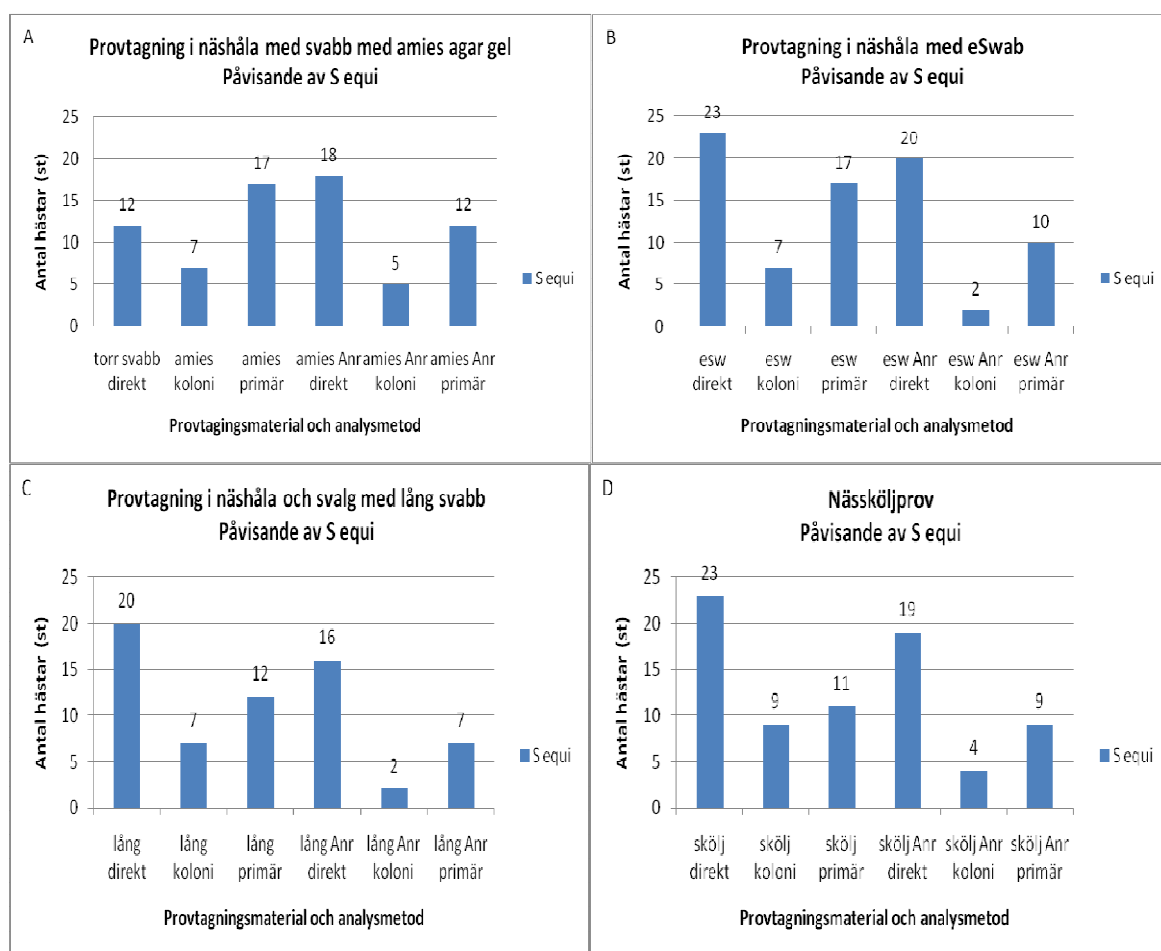 A
Provtagning i näshåla med svabb med amies agar gel
Påvisande av S equi
Antal hästar (st)
25
20
15
10
5
0
12
7
17
18
5
12
torr svabb direkt
amies koloni
amies primär
amies Anr direkt
amies Anr koloni
amies Anr primär
S equi
Provtagingsmaterial och analysmetod
B
Provtagning i näshåla med eSwab
Påvisande av S equi
Antal hästar (st)
25
20
15
10
5
0
23
7
17
20
2
10
esw direkt
esw koloni
esw primär
esw Anr direkt
esw Anr koloni
esw Anr primär
S equi
Provtagningsmaterial och analysmetod
C
Provtagning i näshåla och svalg med lång svabb
Påvisande av S equi
Antal hästar (st)
25
20
15
10
5
0
20
7
12
16
2
7
lång direkt
lång koloni
lång primär
lång Anr direkt
lång Anr koloni
lång Anr primär
S equi
Provtagningsmaterial och analysmetod
D
Nässköljprov
Påvisande av S equi
Antal hästar (st)
25
20
15
10
5
0
23
9
11
19
4
9
skölj direkt
skölj koloni
skölj primär
skölj Anr direkt
skölj Anr koloni
skölj Anr primär
S equi
Provtagningsmaterial och analysmetod